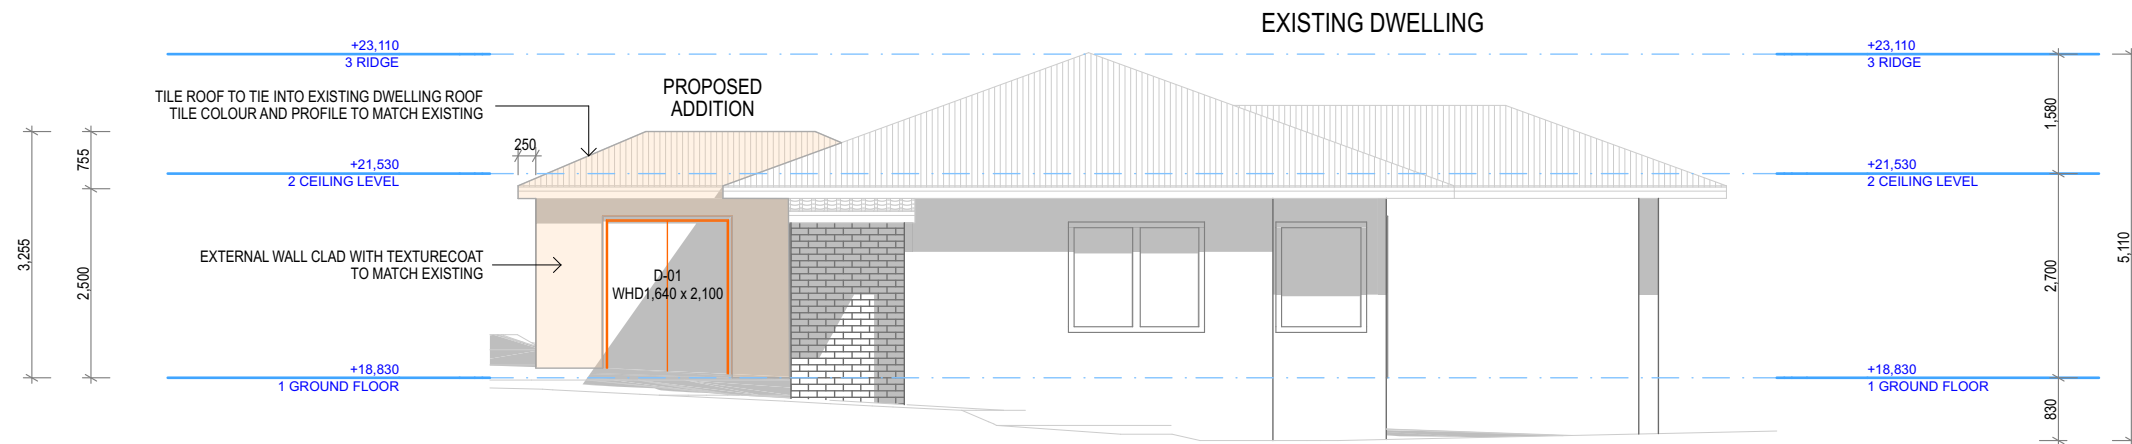 EXISTING DWELLING
+23,110
3 RIDGE
+23,110
3 RIDGE
PROPOSED
ADDITION
TILE ROOF TO TIE INTO EXISTING DWELLING ROOF
TILE COLOUR AND PROFILE TO MATCH EXISTING
1,580
250
755
+21,530
2 CEILING LEVEL
+21,530
2 CEILING LEVEL
3,255
2,500
EXTERNAL WALL CLAD WITH TEXTURECOAT
TO MATCH EXISTING
D-01
WHD1,640 x 2,100
2,700
5,110
+18,830
1 GROUND FLOOR
+18,830
1 GROUND FLOOR
830